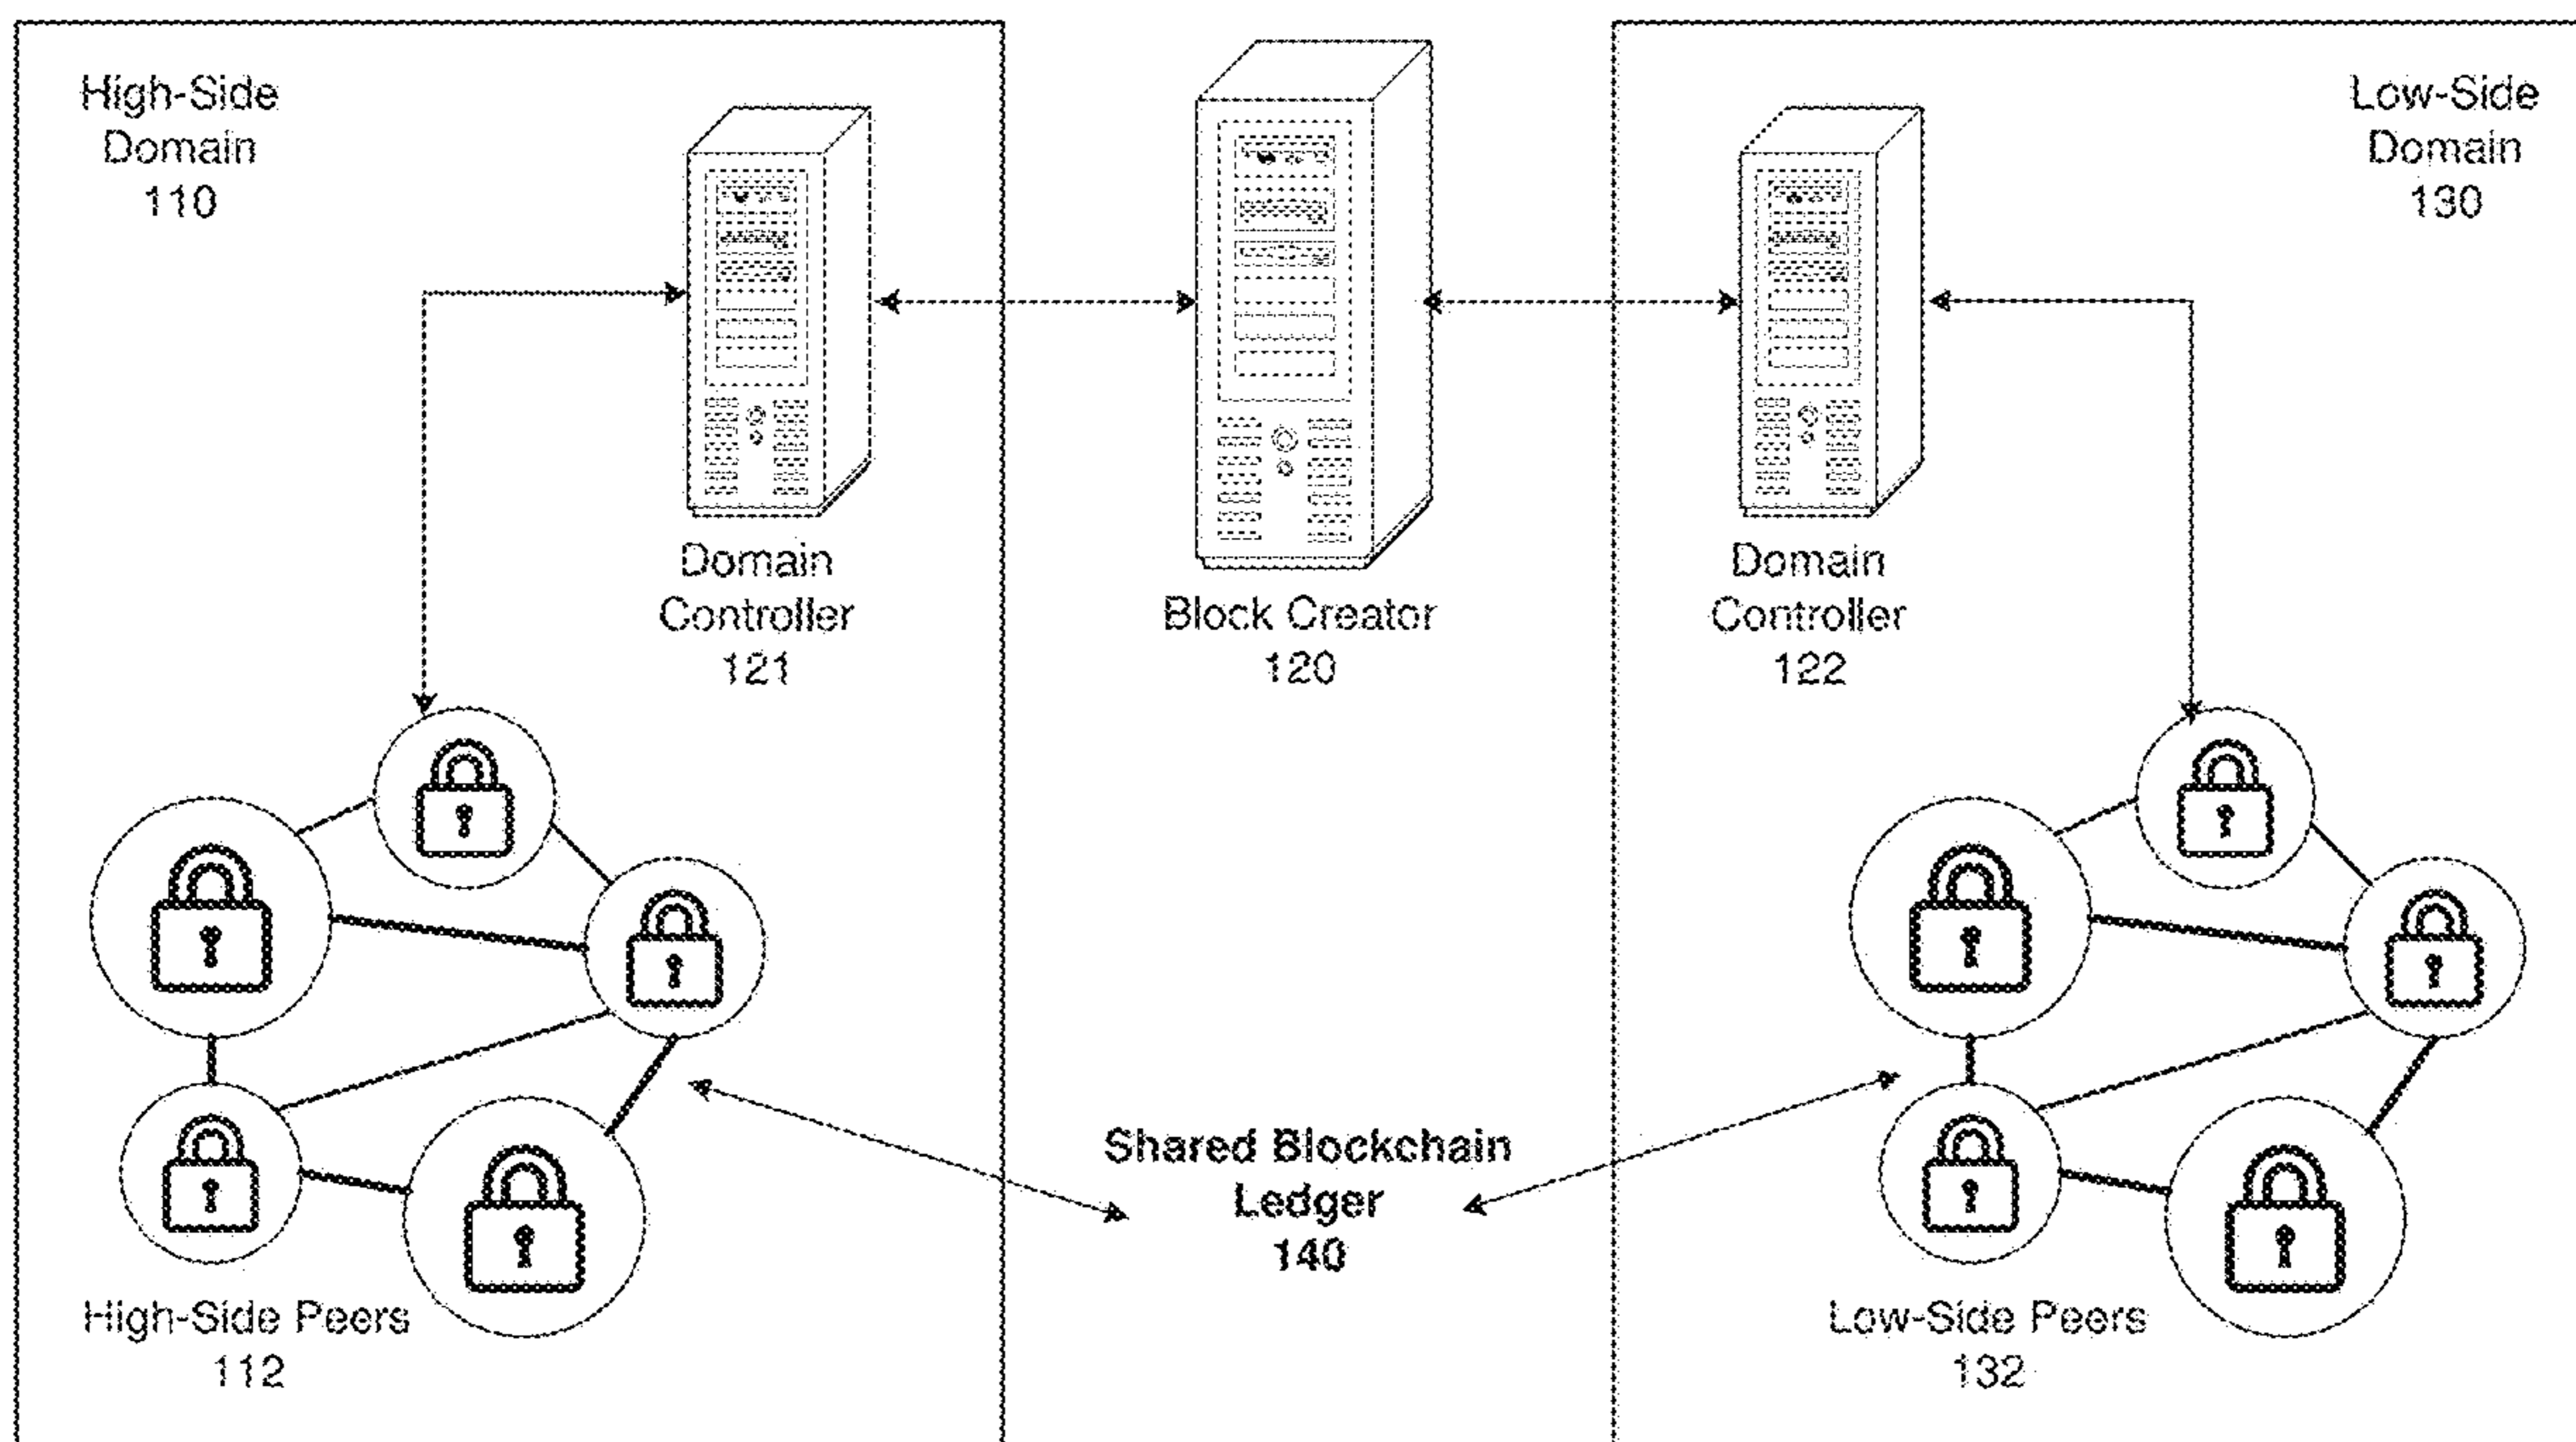 High-Side
Domain
110
Low-Side
Domain
130
Domain
Controller
121
Block Creator
120
Domain
Controller
122
Shared Blockchain
Ledger
140
High-Side Peers
112
Low-Side Peers
132